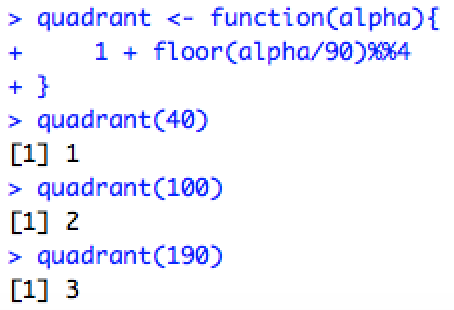 > quadrant <- function(alpha){
+     1 + floor(alpha/90)%%4
+ }
> quadrant(40)
[1] 1
> quadrant(100)
[1] 2
> quadrant(190)
[1] 3